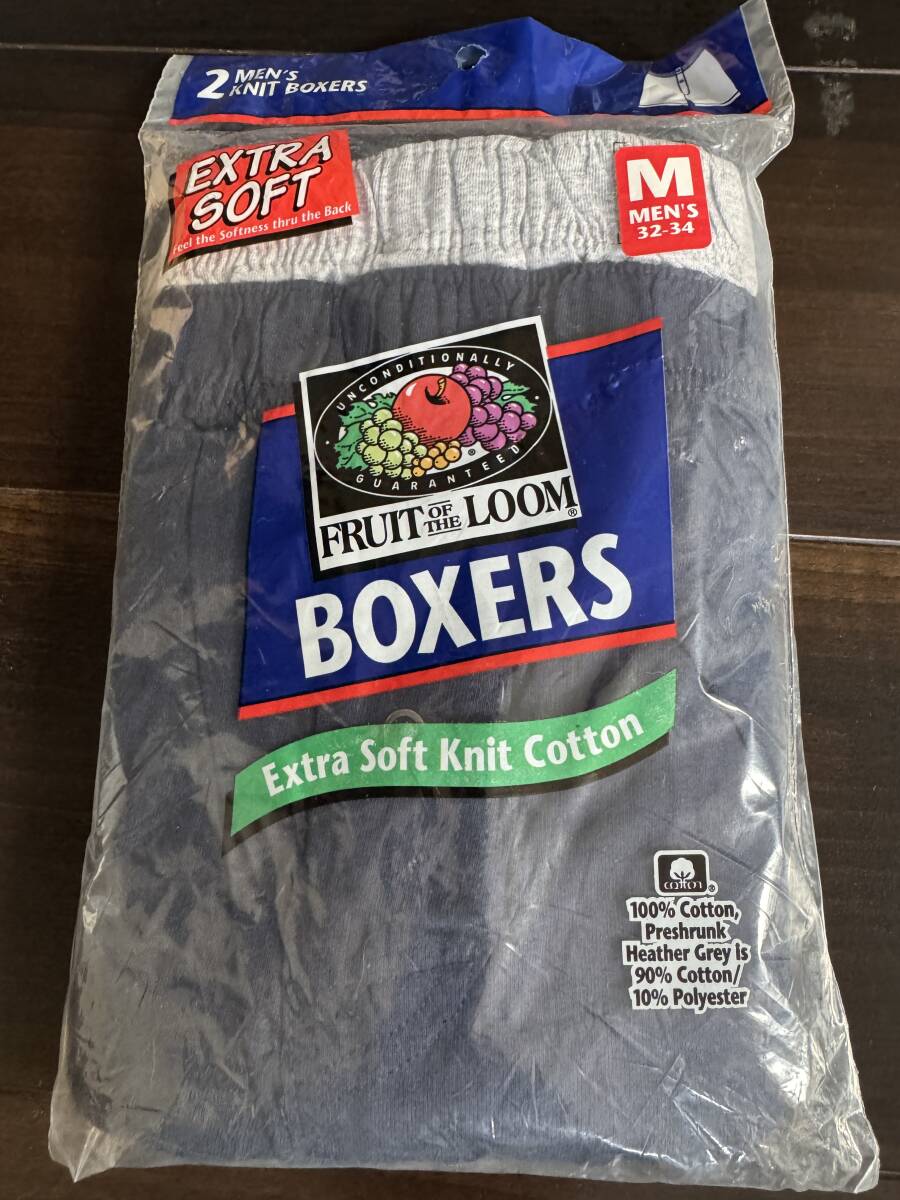 2 MEN'S
KNIT BOXERS
EXTRA
SOFT
Feel the Softness thru the Back
M
MEN'S
32-34
UNCONDITIONALLY
GUARANTEED
®
FRUIT OF THE LOOM®
BOXERS
Extra Soft Knit Cotton
cotton®
100% Cotton,
Preshrunk
Heather Grey is
90% Cotton/
10% Polyester